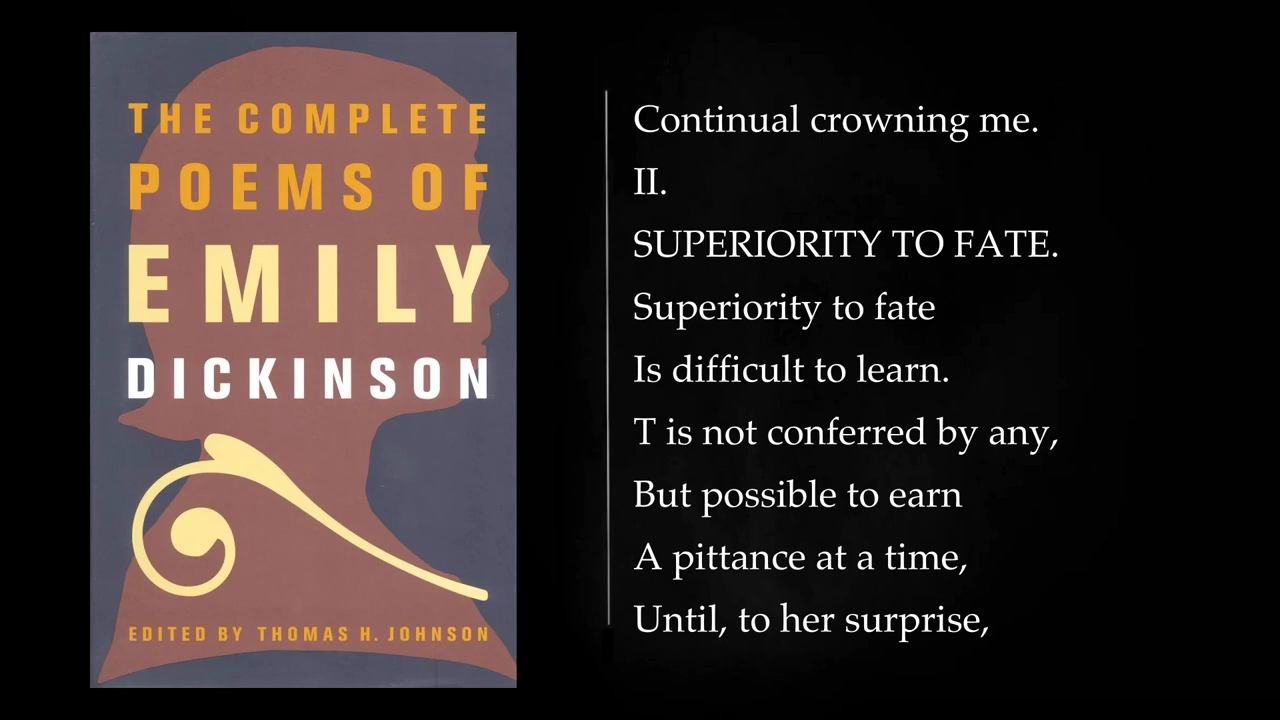 THE COMPLETE
POEMS OF
EMILY
DICKINSON
EDITED BY THOMAS H. JOHNSON
Continual crowning me.
II.
SUPERIORITY TO FATE.
Superiority to fate
Is difficult to learn.
T is not conferred by any,
But possible to earn
A pittance at a time,
Until, to her surprise,